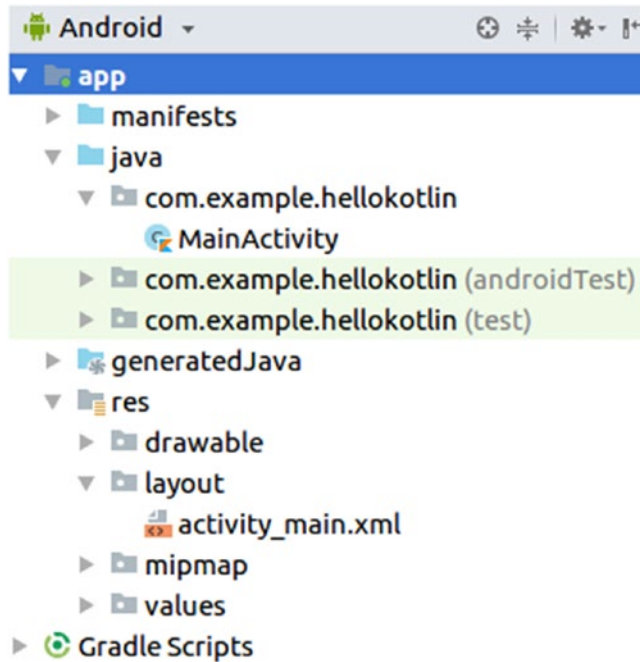 Android
app
manifests
java
com.example.hellokotlin
MainActivity
com.example.hellokotlin (androidTest)
com.example.hellokotlin (test)
generatedJava
res
drawable
layout
activity_main.xml
mipmap
values
Gradle Scripts